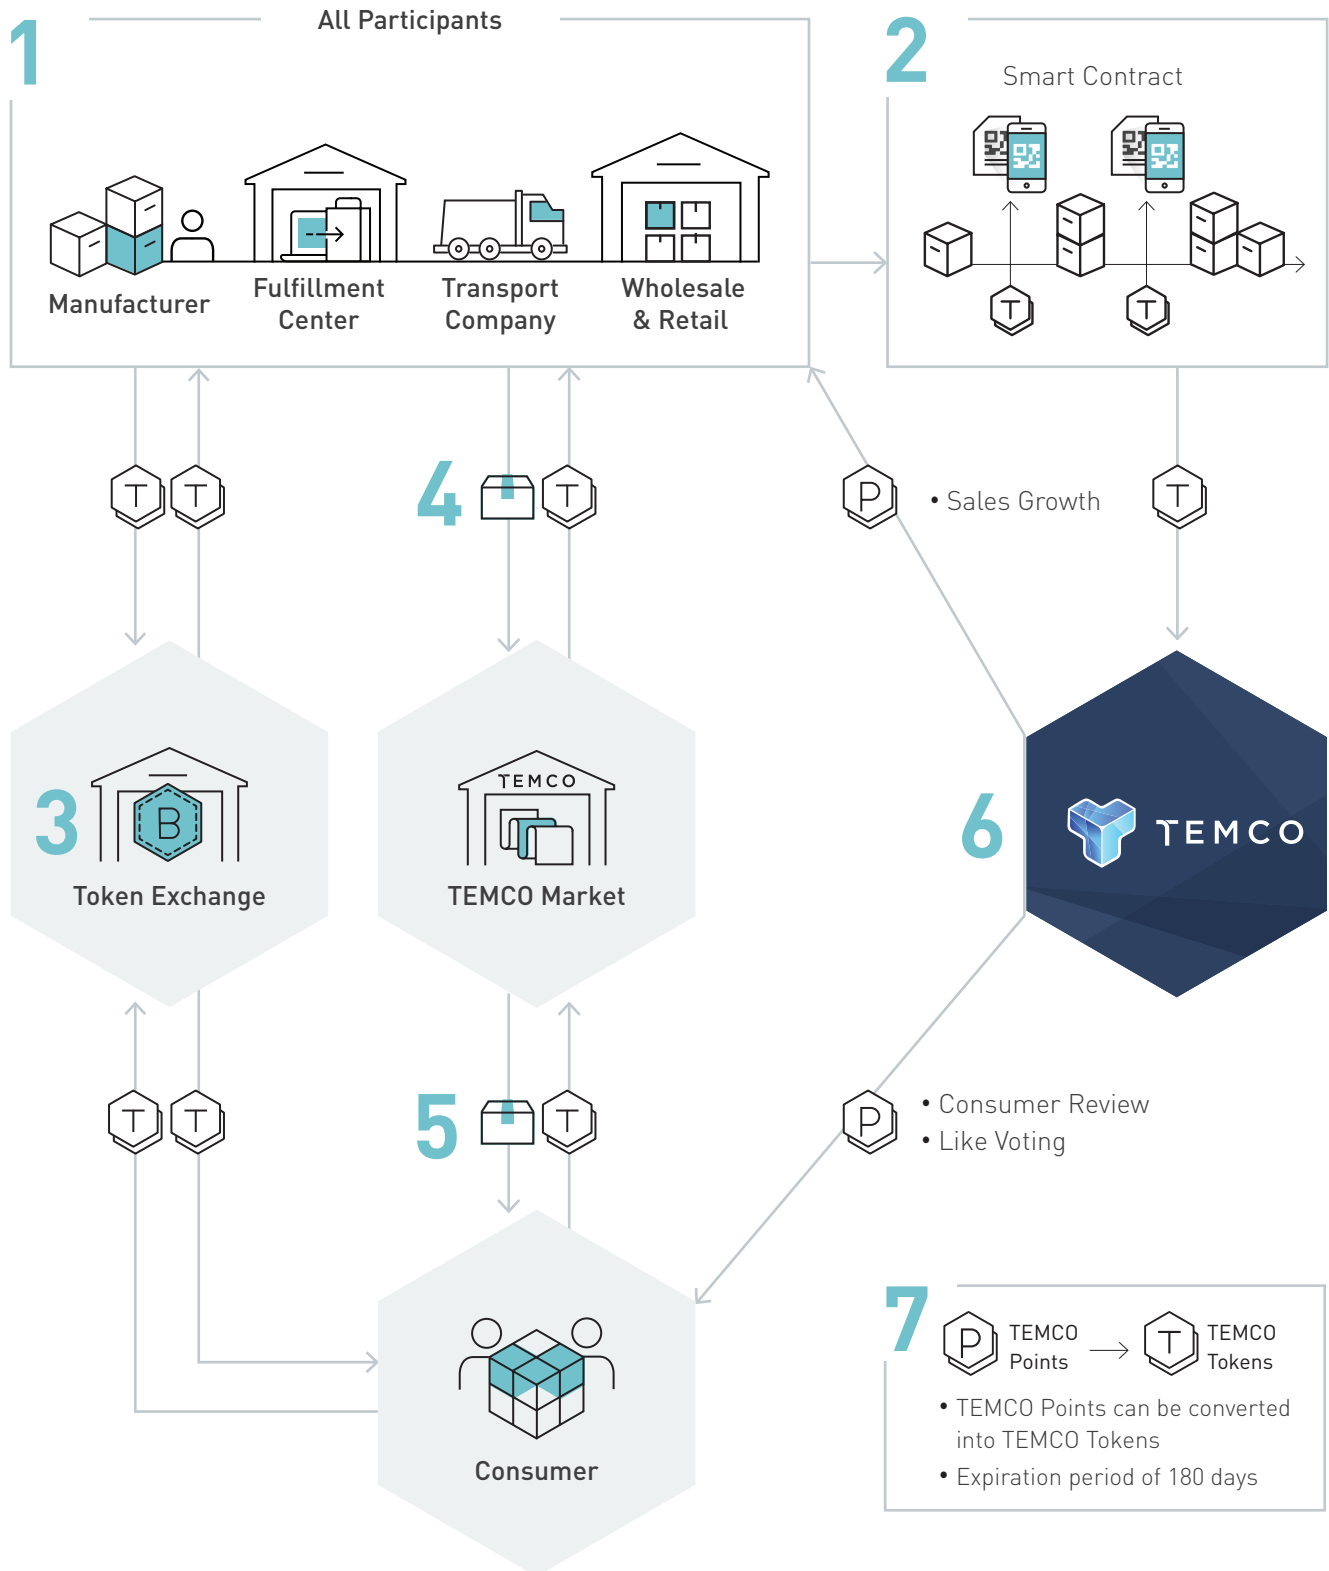 1
All Participants
Manufacturer
Fulfillment
Center
Transport
Company
Wholesale
& Retail
2
Smart Contract
T
T
T
T
4
T
P
• Sales Growth
T
3
B
Token Exchange
TEMCO
TEMCO Market
6
TEMCO
T
T
5
T
P
• Consumer Review
• Like Voting
Consumer
7
P
TEMCO
Points
T
TEMCO
Tokens
• TEMCO Points can be converted
into TEMCO Tokens
• Expiration period of 180 days